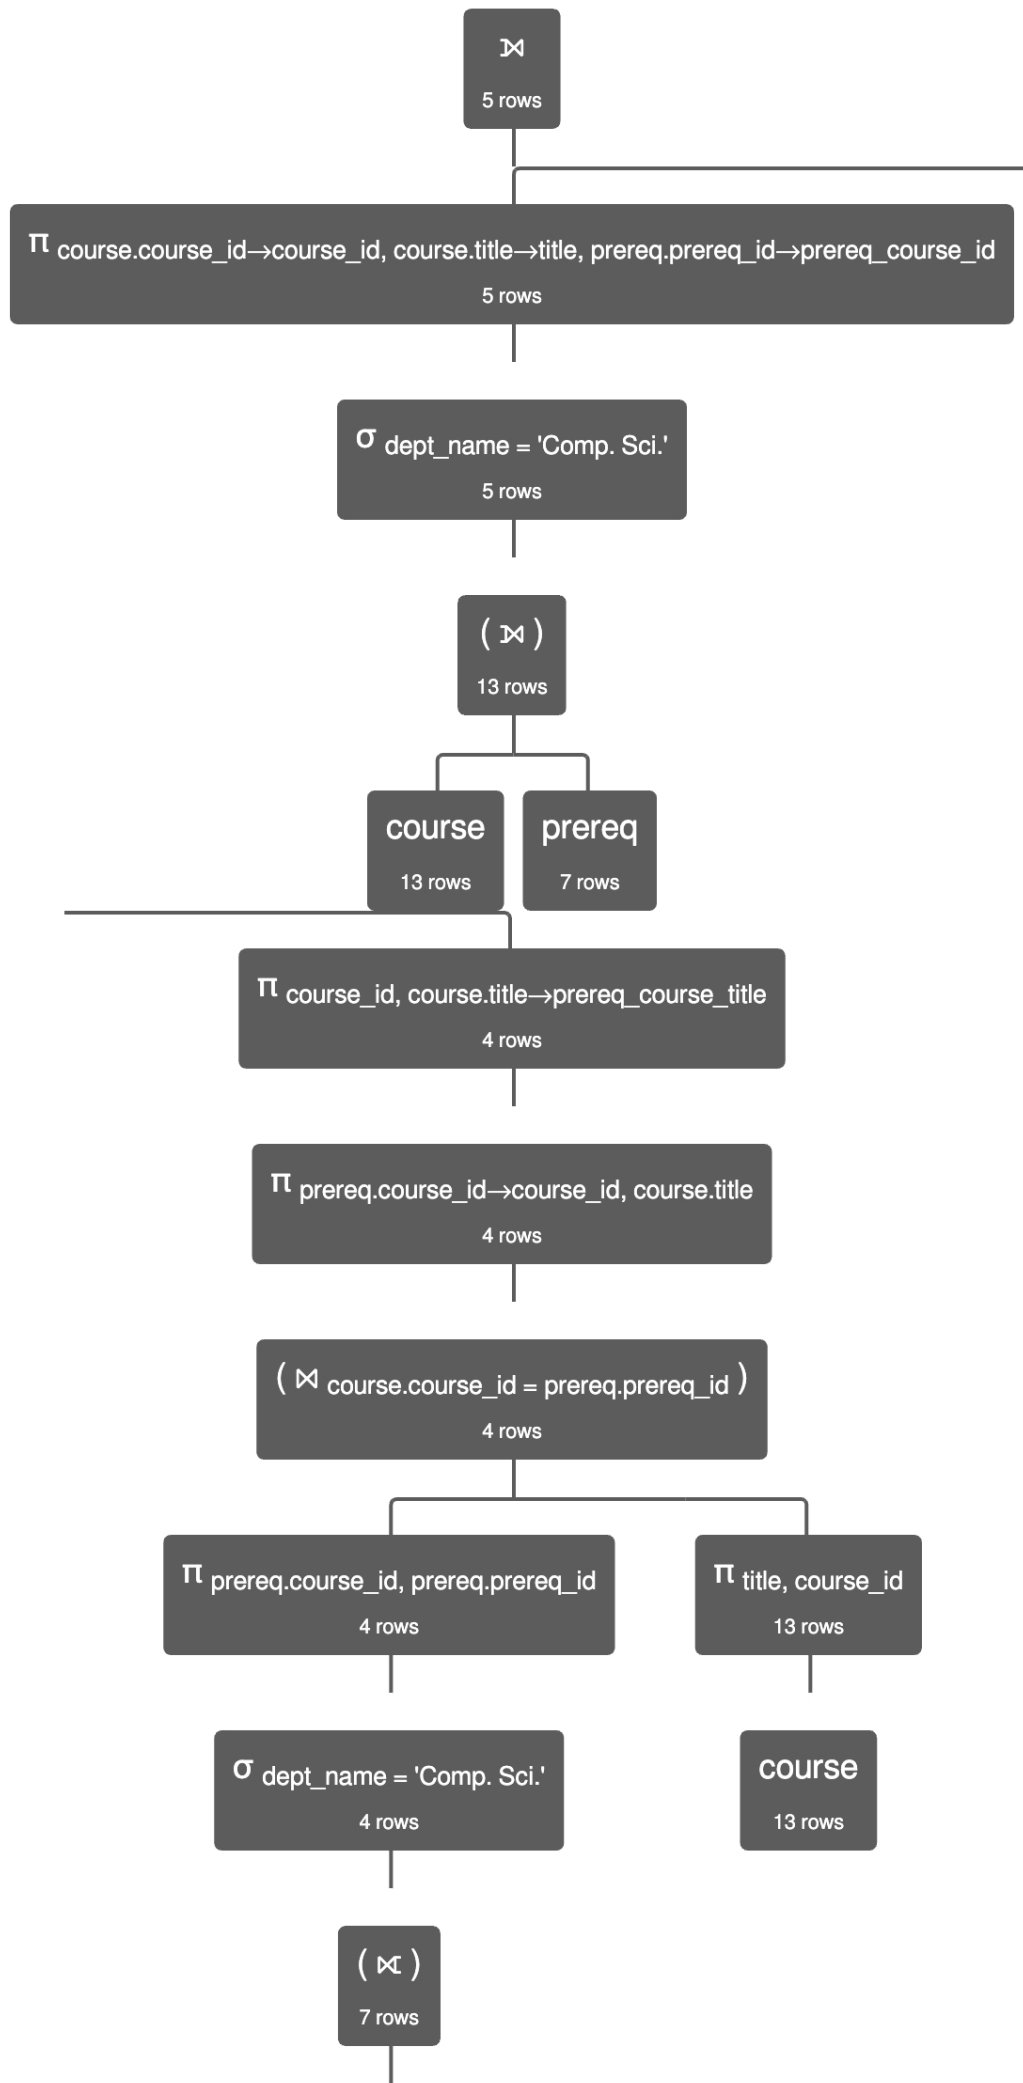 ⟕
5 rows
π course.course_id→course_id, course.title→title, prereq.prereq_id→prereq_course_id
5 rows
σ dept_name = 'Comp. Sci.'
5 rows
( ⟕ )
13 rows
course
13 rows
prereq
7 rows
π course_id, course.title→prereq_course_title
4 rows
π prereq.course_id→course_id, course.title
4 rows
( ⋈ course.course_id = prereq.prereq_id )
4 rows
π prereq.course_id, prereq.prereq_id
4 rows
π title, course_id
13 rows
σ dept_name = 'Comp. Sci.'
4 rows
course
13 rows
( ⟖ )
7 rows